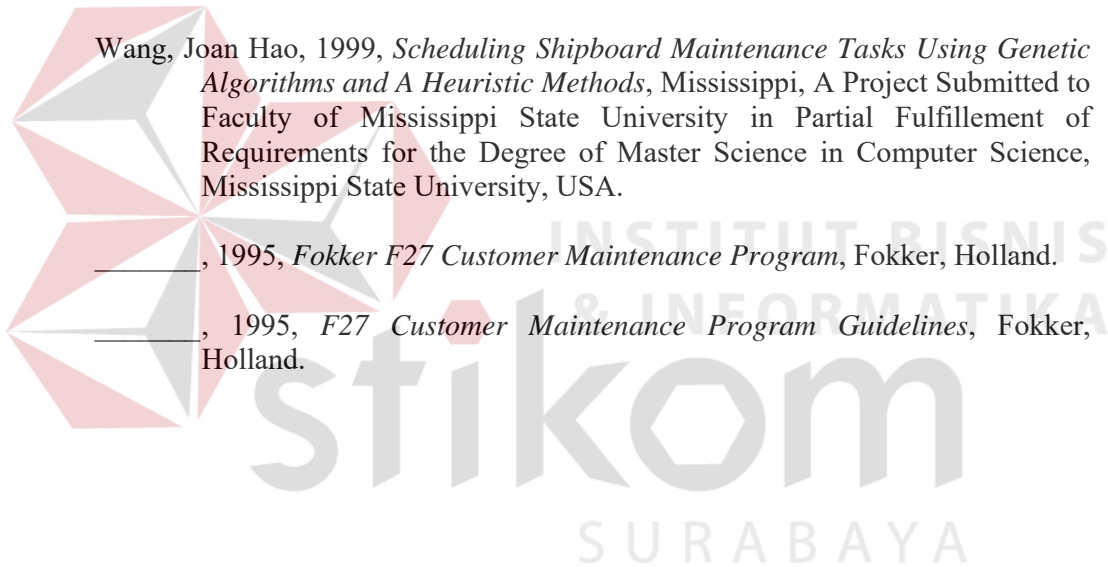 Wang, Joan Hao, 1999, Scheduling Shipboard Maintenance Tasks Using Genetic
Algorithms and A Heuristic Methods, Mississippi, A Project Submitted to
Faculty of Mississippi State University in Partial Fulfillement of
Requirements for the Degree of Master Science in Computer Science,
Mississippi State University, USA.
INSTITUT BISNIS
_______, 1995, Fokker F27 Customer Maintenance Program, Fokker, Holland.
& INFORMATIKA
_______, 1995, F27 Customer Maintenance Program Guidelines, Fokker,
Holland.
stikom
SURABAYA